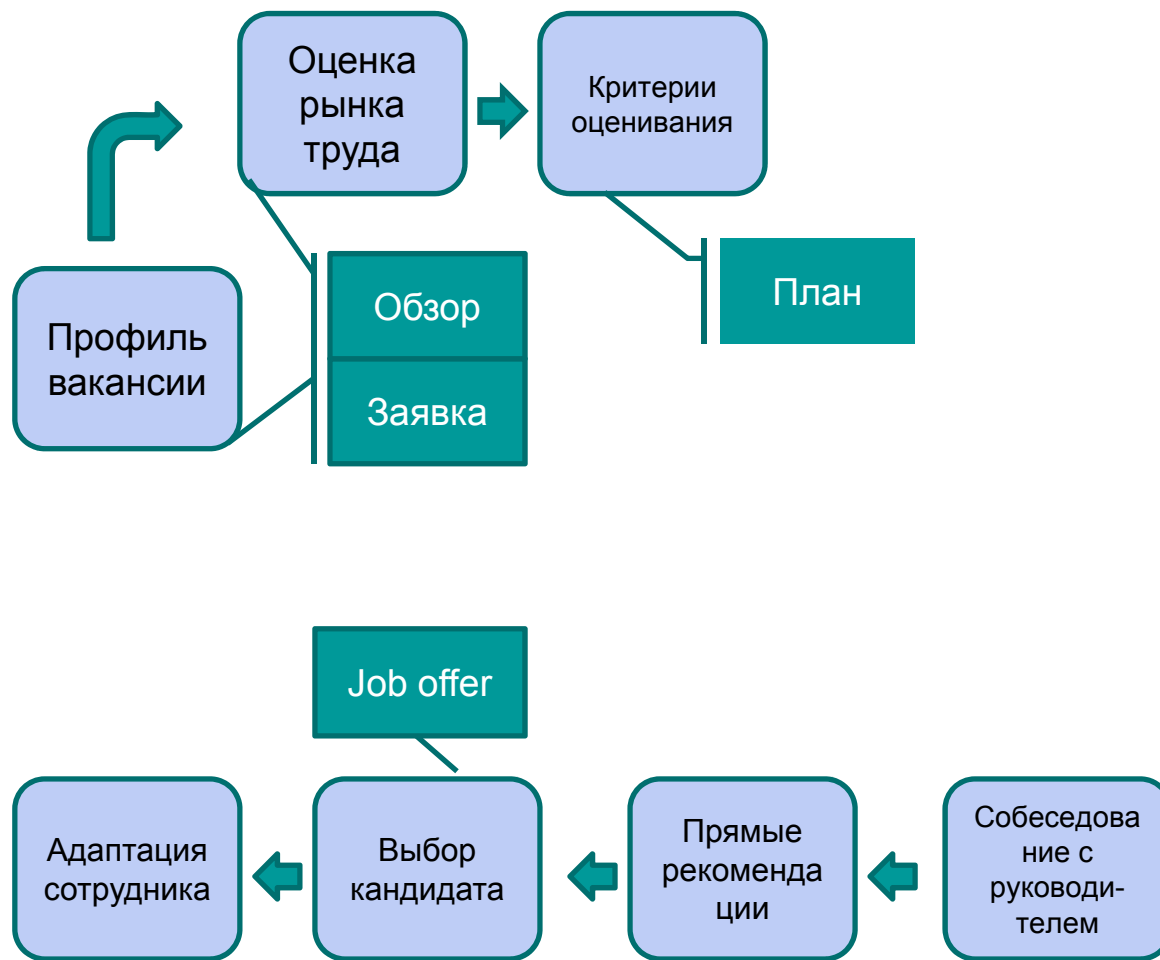 Оценка
рынка
труда
Критерии
оценивания
Профиль
вакансии
Обзор
Заявка
План
Job offer
Адаптация
сотрудника
Выбор
кандидата
Прямые
рекоменда
ции
Собеседова
ние с
руководи-
телем